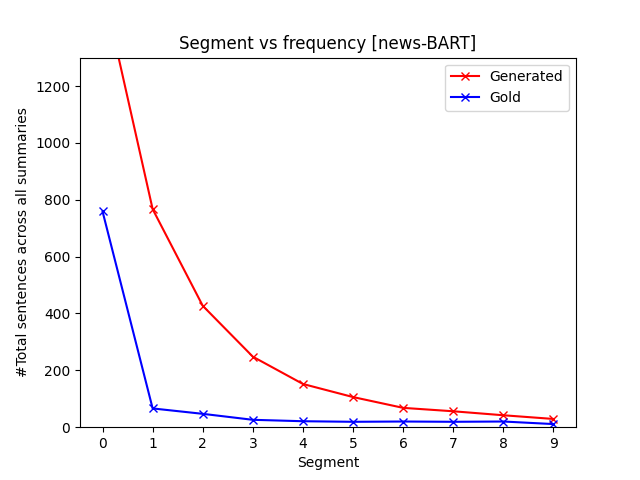 Segment vs frequency [news-BART]
Generated
Gold
#Total sentences across all summaries
1200
1000
800
600
400
200
0
0 1 2 3 4 5 6 7 8 9
Segment